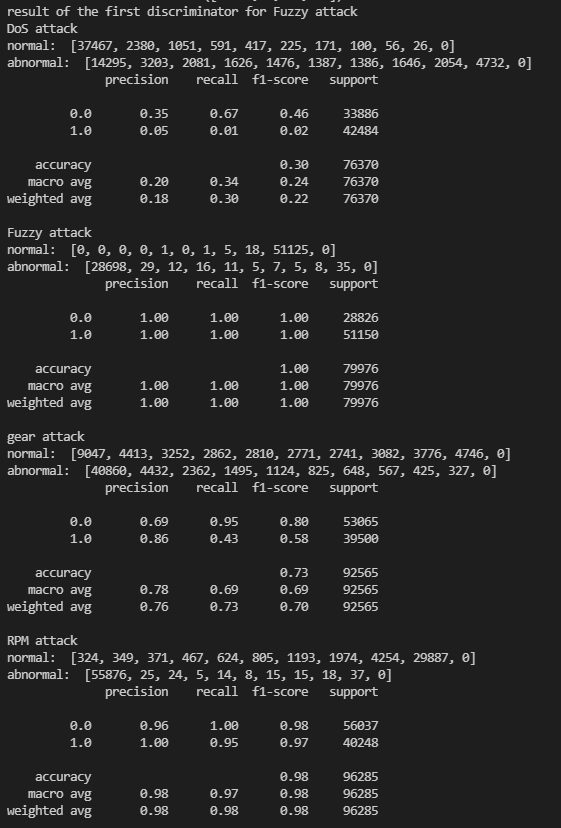 result of the first discriminator for Fuzzy attack
DoS attack
normal:  [37467, 2380, 1051, 591, 417, 225, 171, 100, 56, 26, 0]
abnormal:  [14295, 3203, 2081, 1626, 1476, 1387, 1386, 1646, 2054, 4732, 0]
              precision    recall  f1-score   support

         0.0       0.35      0.67      0.46     33886
         1.0       0.05      0.01      0.02     42484

    accuracy                           0.30     76370
   macro avg       0.20      0.34      0.24     76370
weighted avg       0.18      0.30      0.22     76370

Fuzzy attack
normal:  [0, 0, 0, 0, 1, 0, 1, 5, 18, 51125, 0]
abnormal:  [28698, 29, 12, 16, 11, 5, 7, 5, 8, 35, 0]
              precision    recall  f1-score   support

         0.0       1.00      1.00      1.00     28826
         1.0       1.00      1.00      1.00     51150

    accuracy                           1.00     79976
   macro avg       1.00      1.00      1.00     79976
weighted avg       1.00      1.00      1.00     79976

gear attack
normal:  [9047, 4413, 3252, 2862, 2810, 2771, 2741, 3082, 3776, 4746, 0]
abnormal:  [40860, 4432, 2362, 1495, 1124, 825, 648, 567, 425, 327, 0]
              precision    recall  f1-score   support

         0.0       0.69      0.95      0.80     53065
         1.0       0.86      0.43      0.58     39500

    accuracy                           0.73     92565
   macro avg       0.78      0.69      0.69     92565
weighted avg       0.76      0.73      0.70     92565

RPM attack
normal:  [324, 349, 371, 467, 624, 805, 1193, 1974, 4254, 29887, 0]
abnormal:  [55876, 25, 24, 5, 14, 8, 15, 15, 18, 37, 0]
              precision    recall  f1-score   support

         0.0       0.96      1.00      0.98     56037
         1.0       1.00      0.95      0.97     40248

    accuracy                           0.98     96285
   macro avg       0.98      0.97      0.98     96285
weighted avg       0.98      0.98      0.98     96285